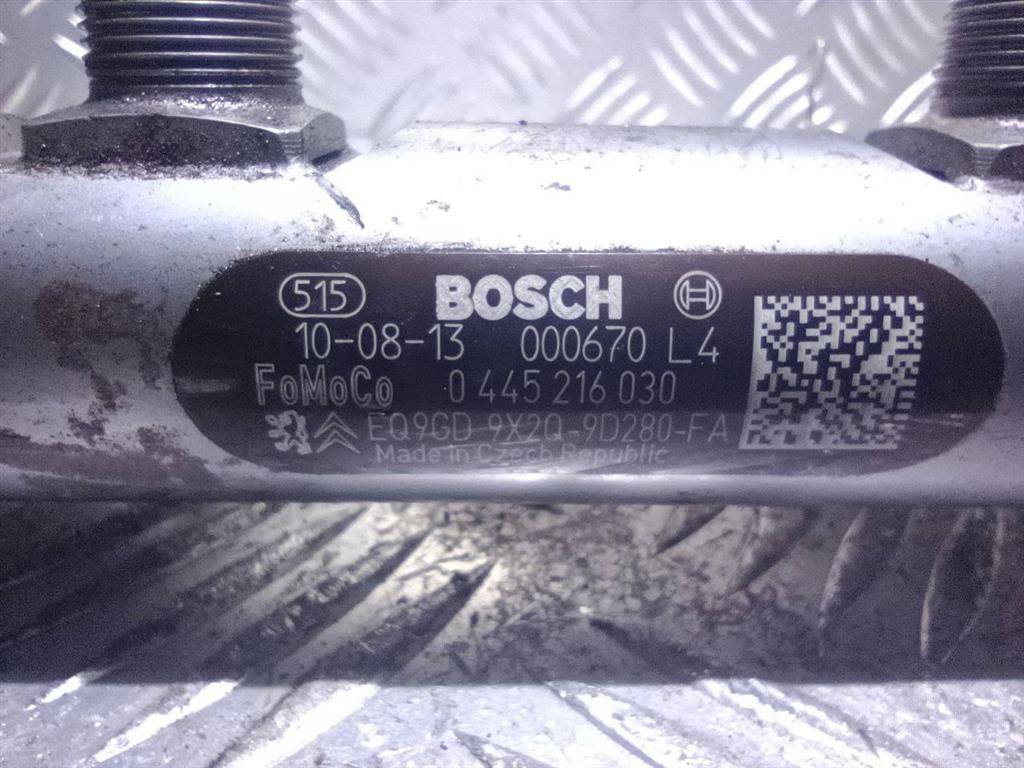 515 BOSCH
10-08-13 000670 L4
FoMoCo 0 445 216 030
EQ9GD 9X2Q-9D280-FA
Made in Czech Republic